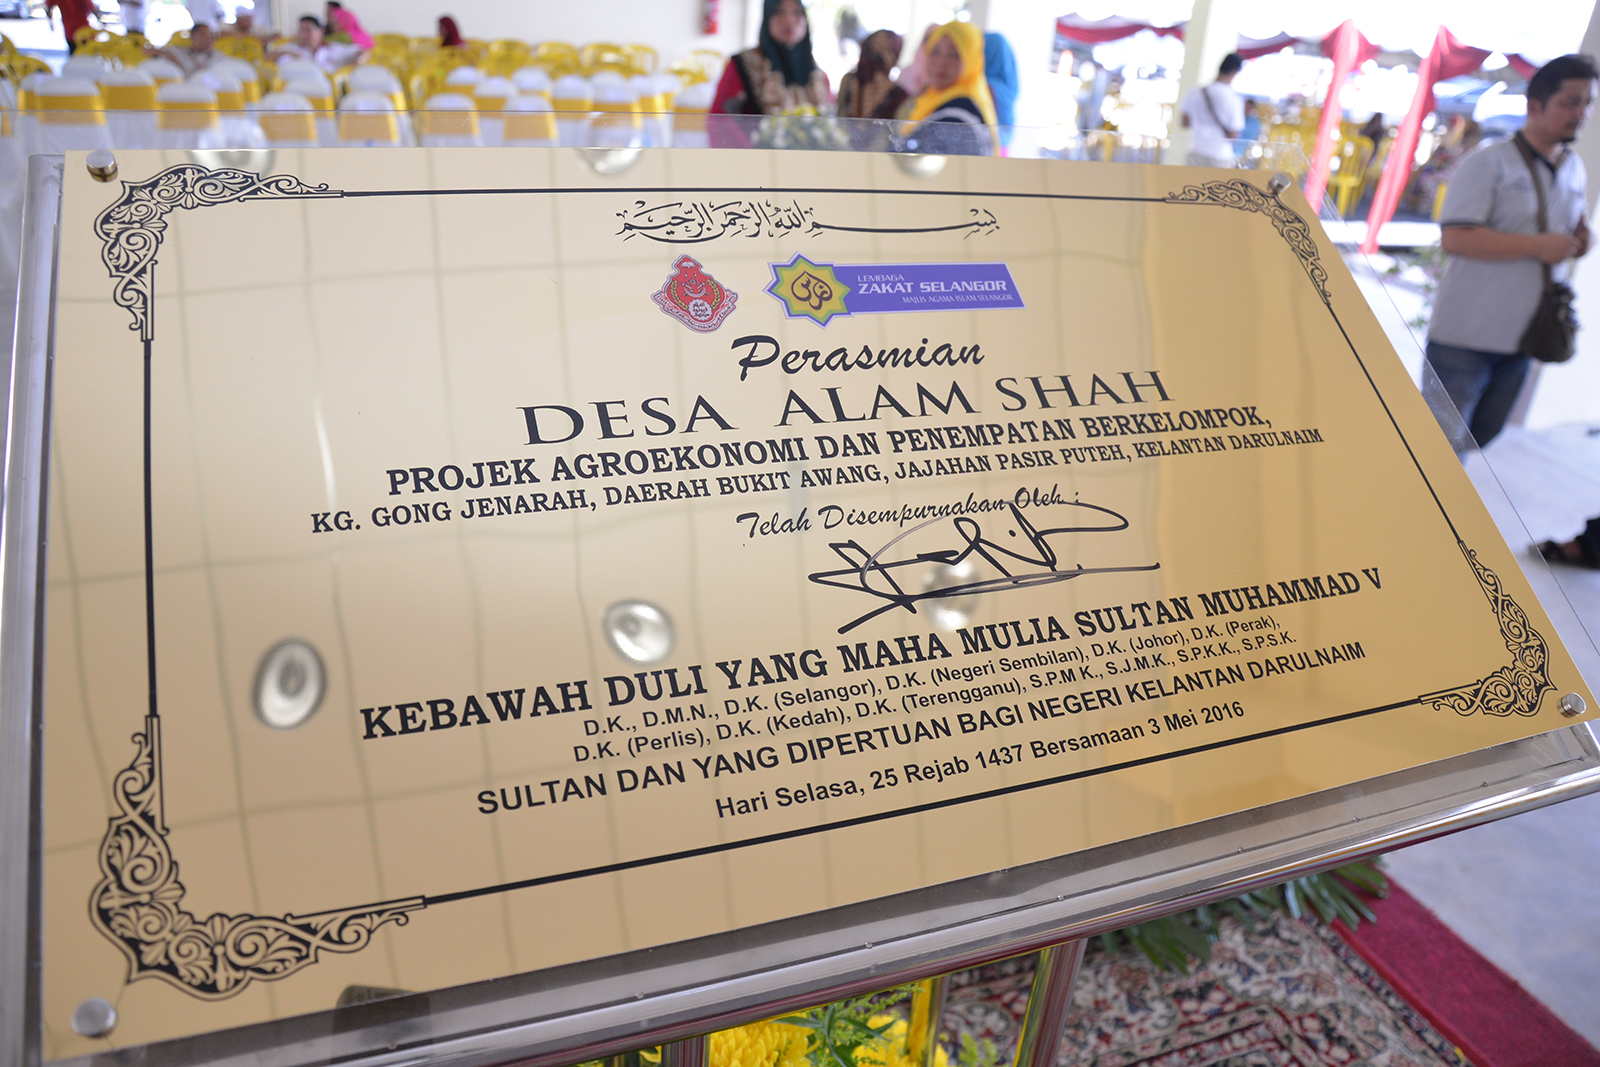 بسم الله الرحمن الرحيم
LEMBAGA
ZAKAT SELANGOR
MAJLIS AGAMA ISLAM SELANGOR
Perasmian
DESA ALAM SHAH
PROJEK AGROEKONOMI DAN PENEMPATAN BERKELOMPOK,
KG. GONG JENARAH, DAERAH BUKIT AWANG, JAJAHAN PASIR PUTEH, KELANTAN DARULNAIM
Telah Disempurnakan Oleh :
KEBAWAH DULI YANG MAHA MULIA SULTAN MUHAMMAD V
D.K., D.M.N., D.K. (Selangor), D.K. (Negeri Sembilan), D.K. (Johor), D.K. (Perak),
D.K. (Perlis), D.K. (Kedah), D.K. (Terengganu), S.P.M K., S.J.M.K., S.P.K.K., S.P.S.K.
SULTAN DAN YANG DIPERTUAN BAGI NEGERI KELANTAN DARULNAIM
Hari Selasa, 25 Rejab 1437 Bersamaan 3 Mei 2016